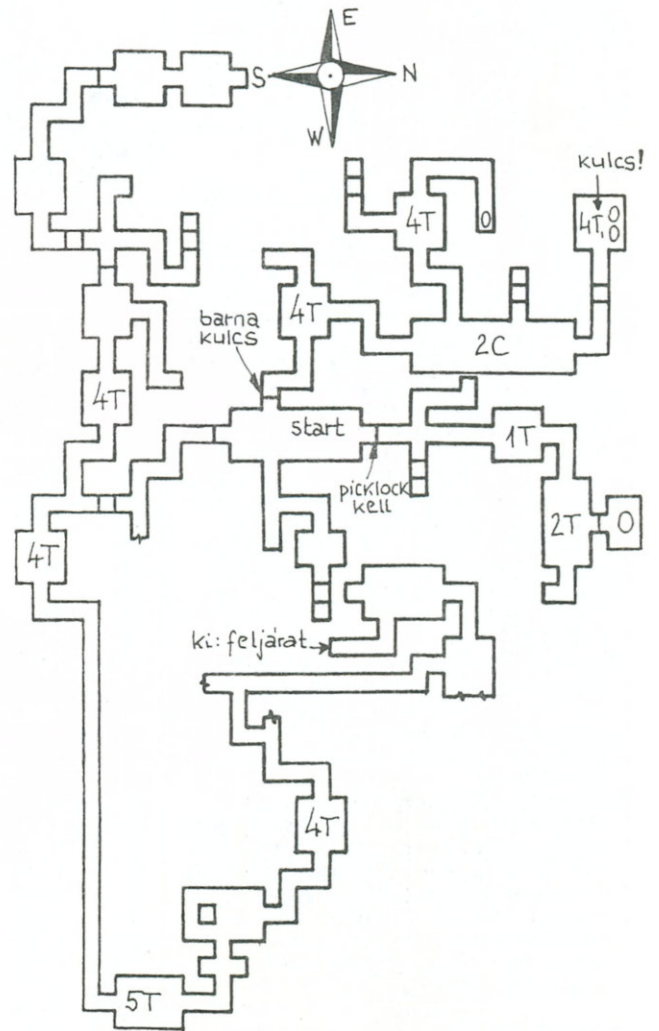 E
S
N
W
kulcs!
4T
0
4T, 0
0
4T
barna
kulcs
2C
4T
start
1T
picklock
kell
2T
0
4T
ki: feljárat
4T
5T